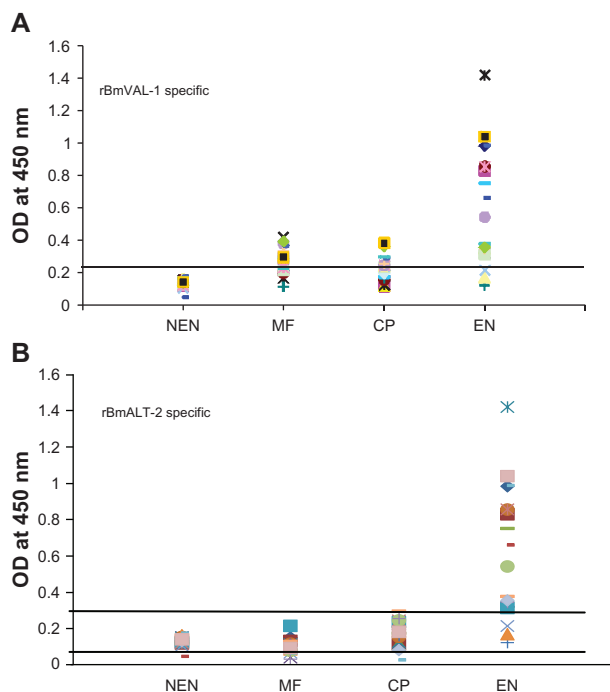 A
1.6
rBmVAL-1 specific
1.4
1.2
1
0.8
0.6
0.4
0.2
0
OD at 450 nm
NEN MF CP EN
B
1.6
rBmALT-2 specific
1.4
1.2
1
0.8
0.6
0.4
0.2
0
OD at 450 nm
NEN MF CP EN